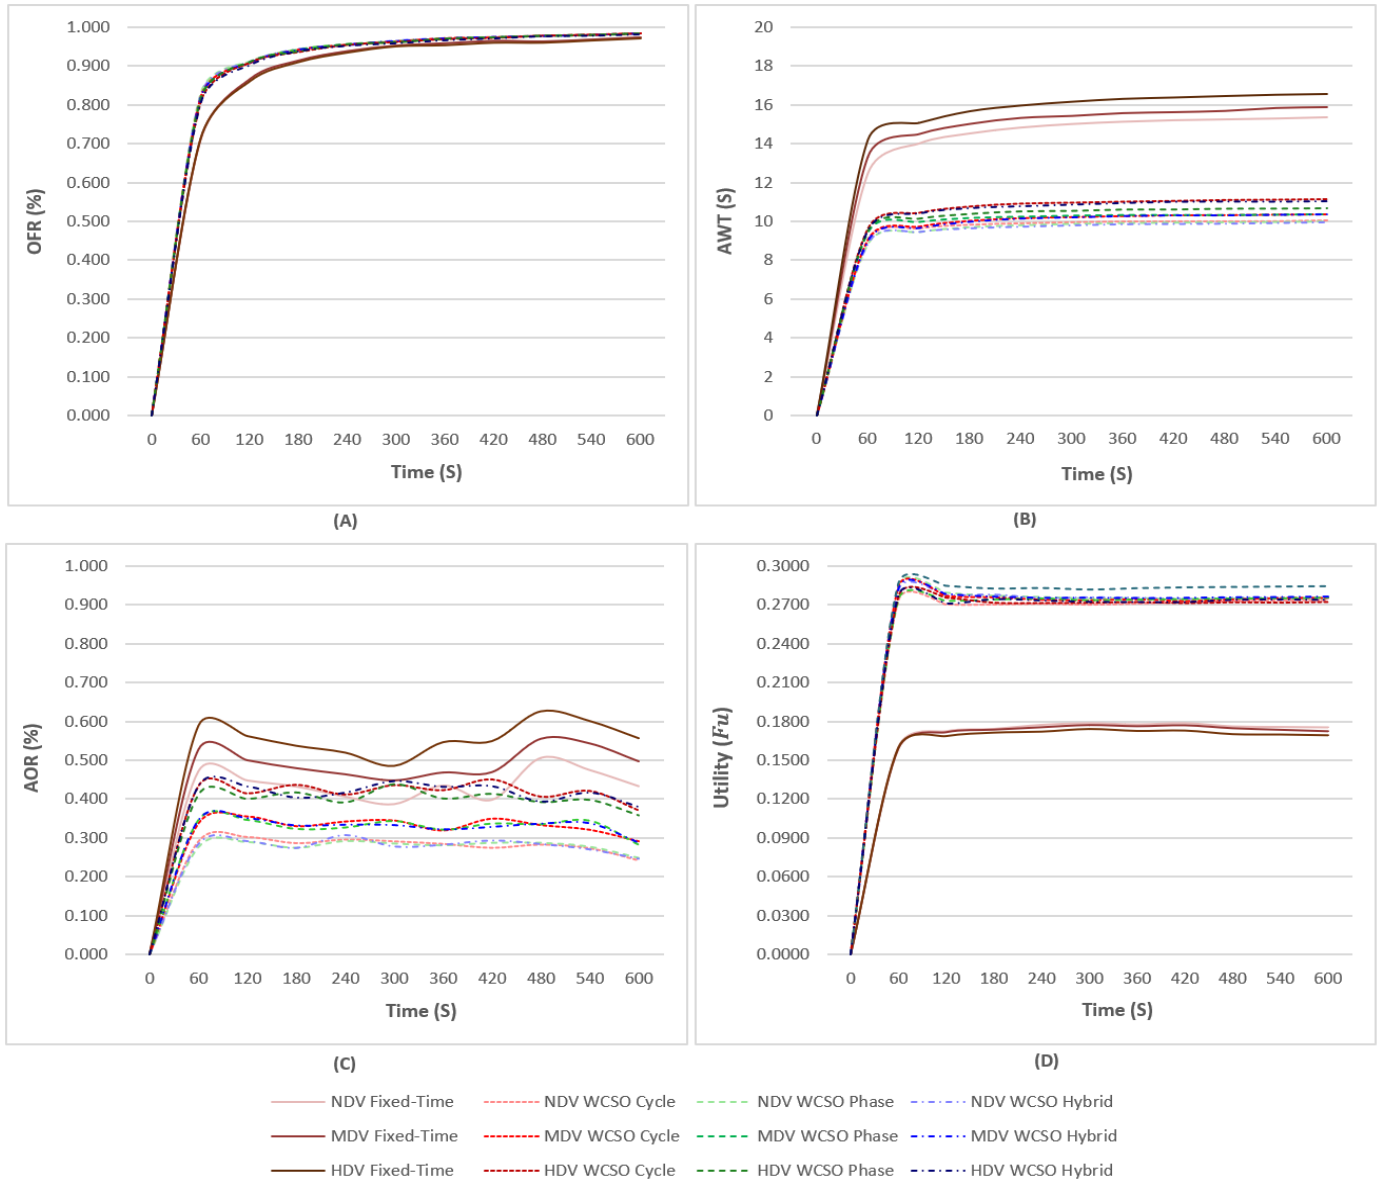 1.000
0.900
0.800
0.700
0.600
0.500
0.400
0.300
0.200
0.100
0.000
OFR (%)
0 60 120 180 240 300 360 420 480 540 600
Time (S)
(A)
20
18
16
14
12
10
8
6
4
2
0
AWT (S)
0 60 120 180 240 300 360 420 480 540 600
Time (S)
(B)
1.000
0.900
0.800
0.700
0.600
0.500
0.400
0.300
0.200
0.100
0.000
AOR (%)
0 60 120 180 240 300 360 420 480 540 600
Time (S)
(C)
0.3000
0.2700
0.2400
0.2100
0.1800
0.1500
0.1200
0.0900
0.0600
0.0300
0.0000
Utility (Fu)
0 60 120 180 240 300 360 420 480 540 600
Time (S)
(D)
NDV Fixed-Time NDV WCSO Cycle NDV WCSO Phase NDV WCSO Hybrid
MDV Fixed-Time MDV WCSO Cycle MDV WCSO Phase MDV WCSO Hybrid
HDV Fixed-Time HDV WCSO Cycle HDV WCSO Phase HDV WCSO Hybrid